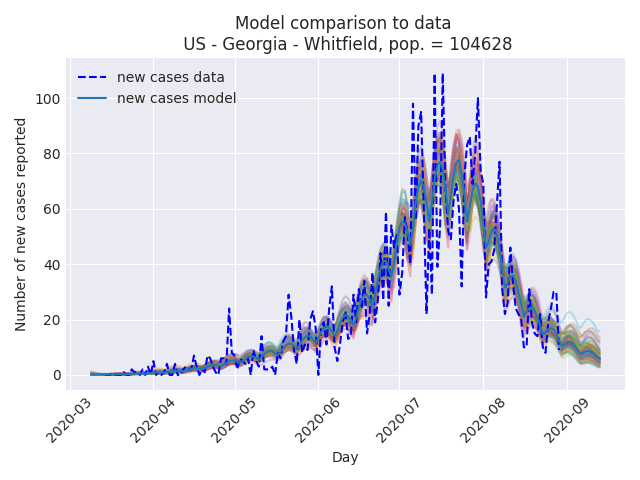 Model comparison to data
US - Georgia - Whitfield, pop. = 104628
new cases data
new cases model
Number of new cases reported
100
80
60
40
20
0
2020-03
2020-04
2020-05
2020-06
2020-07
2020-08
2020-09
Day